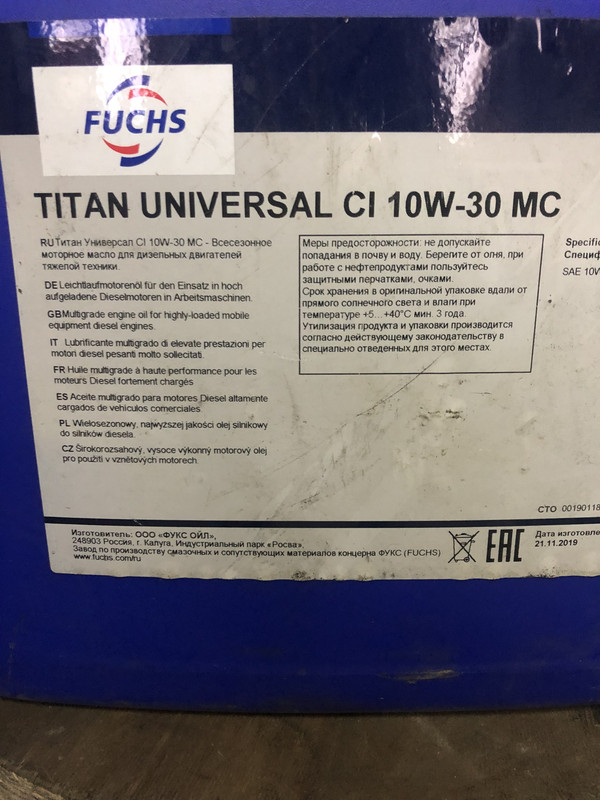 FUCHS
TITAN UNIVERSAL CI 10W-30 MC
RU Титан Универсал CI 10W-30 MC - Всесезонное
моторное масло для дизельных двигателей
тяжелой техники.
DE Leichtlaufmotorenöl für den Einsatz in hoch
aufgeladene Dieselmotoren in Arbeitsmaschinen.
GB Multigrade engine oil for highly-loaded mobile
equipment diesel engines.
IT Lubrificante multigrado di elevate prestazioni per
motori diesel pesanti molto sollecitati.
FR Huile multigrade à haute performance pour les
moteurs Diesel fortement chargés
ES Aceite multigrado para motores Diesel altamente
cargados de vehículos comerciales.
PL Wielosezonowy, najwyższej jakości olej silnikowy
do silników diesela.
CZ Širokorozsahový, vysoce výkonný motorový olej
pro použití v vznětových motorech.
Меры предосторожности: не допускайте
попадания в почву и воду. Берегите от огня, при
работе с нефтепродуктами пользуйтесь
защитными перчатками, очками.
Срок хранения в оригинальной упаковке вдали от
прямого солнечного света и влаги при
температуре +5...+40°С мин. 3 года.
Утилизация продукта и упаковки производится
согласно действующему законодательству в
специально отведенных для этого местах.
Specific
Специф
SAE 10W
СТО 00190118
Изготовитель: ООО «ФУКС ОЙЛ»,
248903 Россия, г. Калуга, Индустриальный парк «Росва»,
Завод по производству смазочных и сопутствующих материалов концерна ФУКС (FUCHS)
www.fuchs.com/ru
EAC
Дата изготовле
21.11.2019